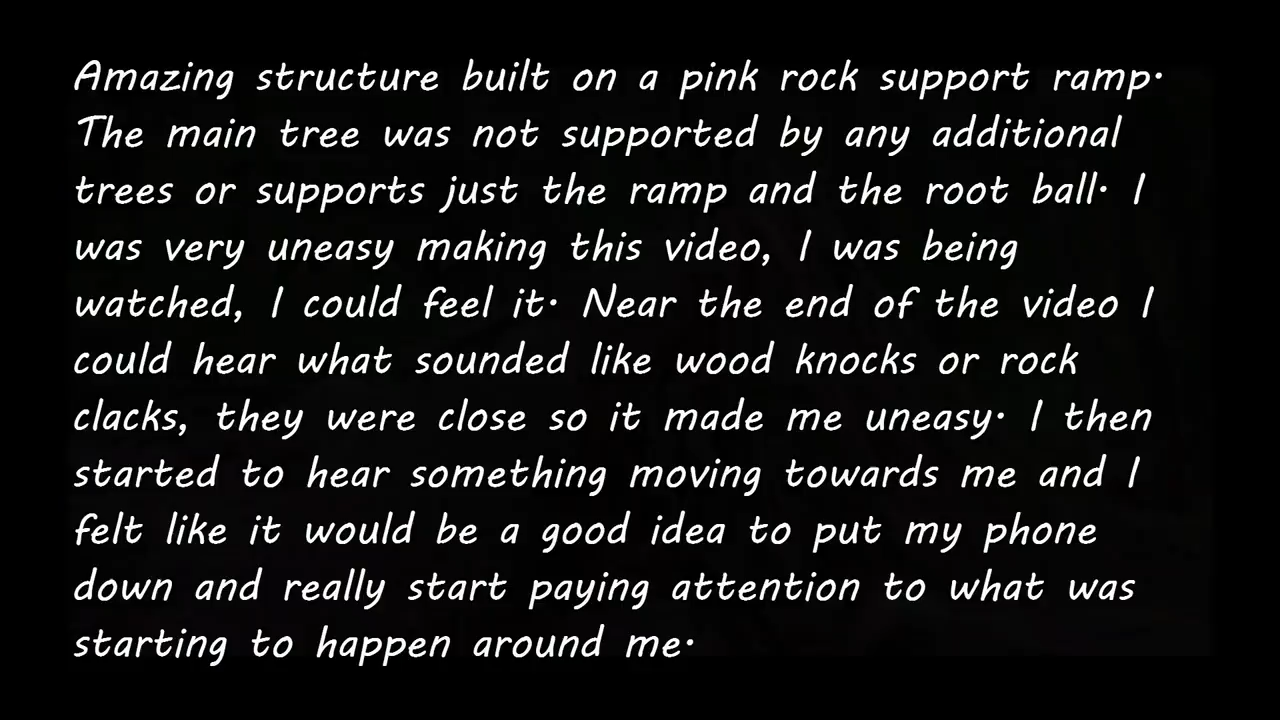 Amazing structure built on a pink rock support ramp.
The main tree was not supported by any additional
trees or supports just the ramp and the root ball. I
was very uneasy making this video, I was being
watched, I could feel it. Near the end of the video I
could hear what sounded like wood knocks or rock
clacks, they were close so it made me uneasy. I then
started to hear something moving towards me and I
felt like it would be a good idea to put my phone
down and really start paying attention to what was
starting to happen around me.